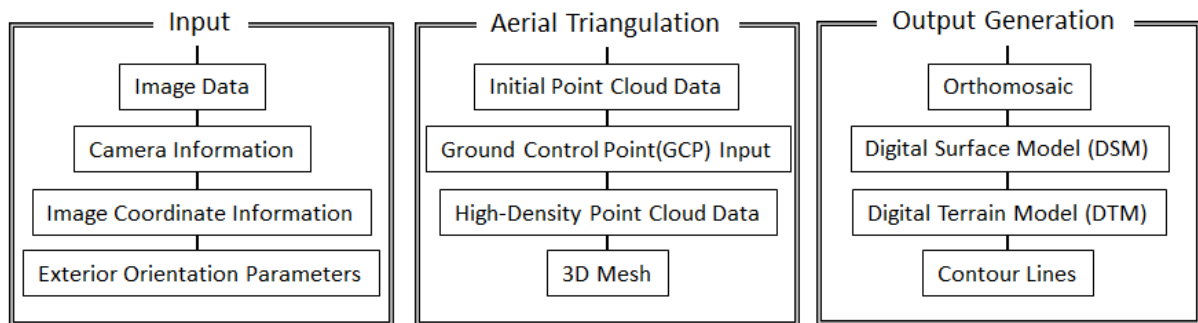 Input
Image Data
Camera Information
Image Coordinate Information
Exterior Orientation Parameters
Aerial Triangulation
Initial Point Cloud Data
Ground Control Point(GCP) Input
High-Density Point Cloud Data
3D Mesh
Output Generation
Orthomosaic
Digital Surface Model (DSM)
Digital Terrain Model (DTM)
Contour Lines